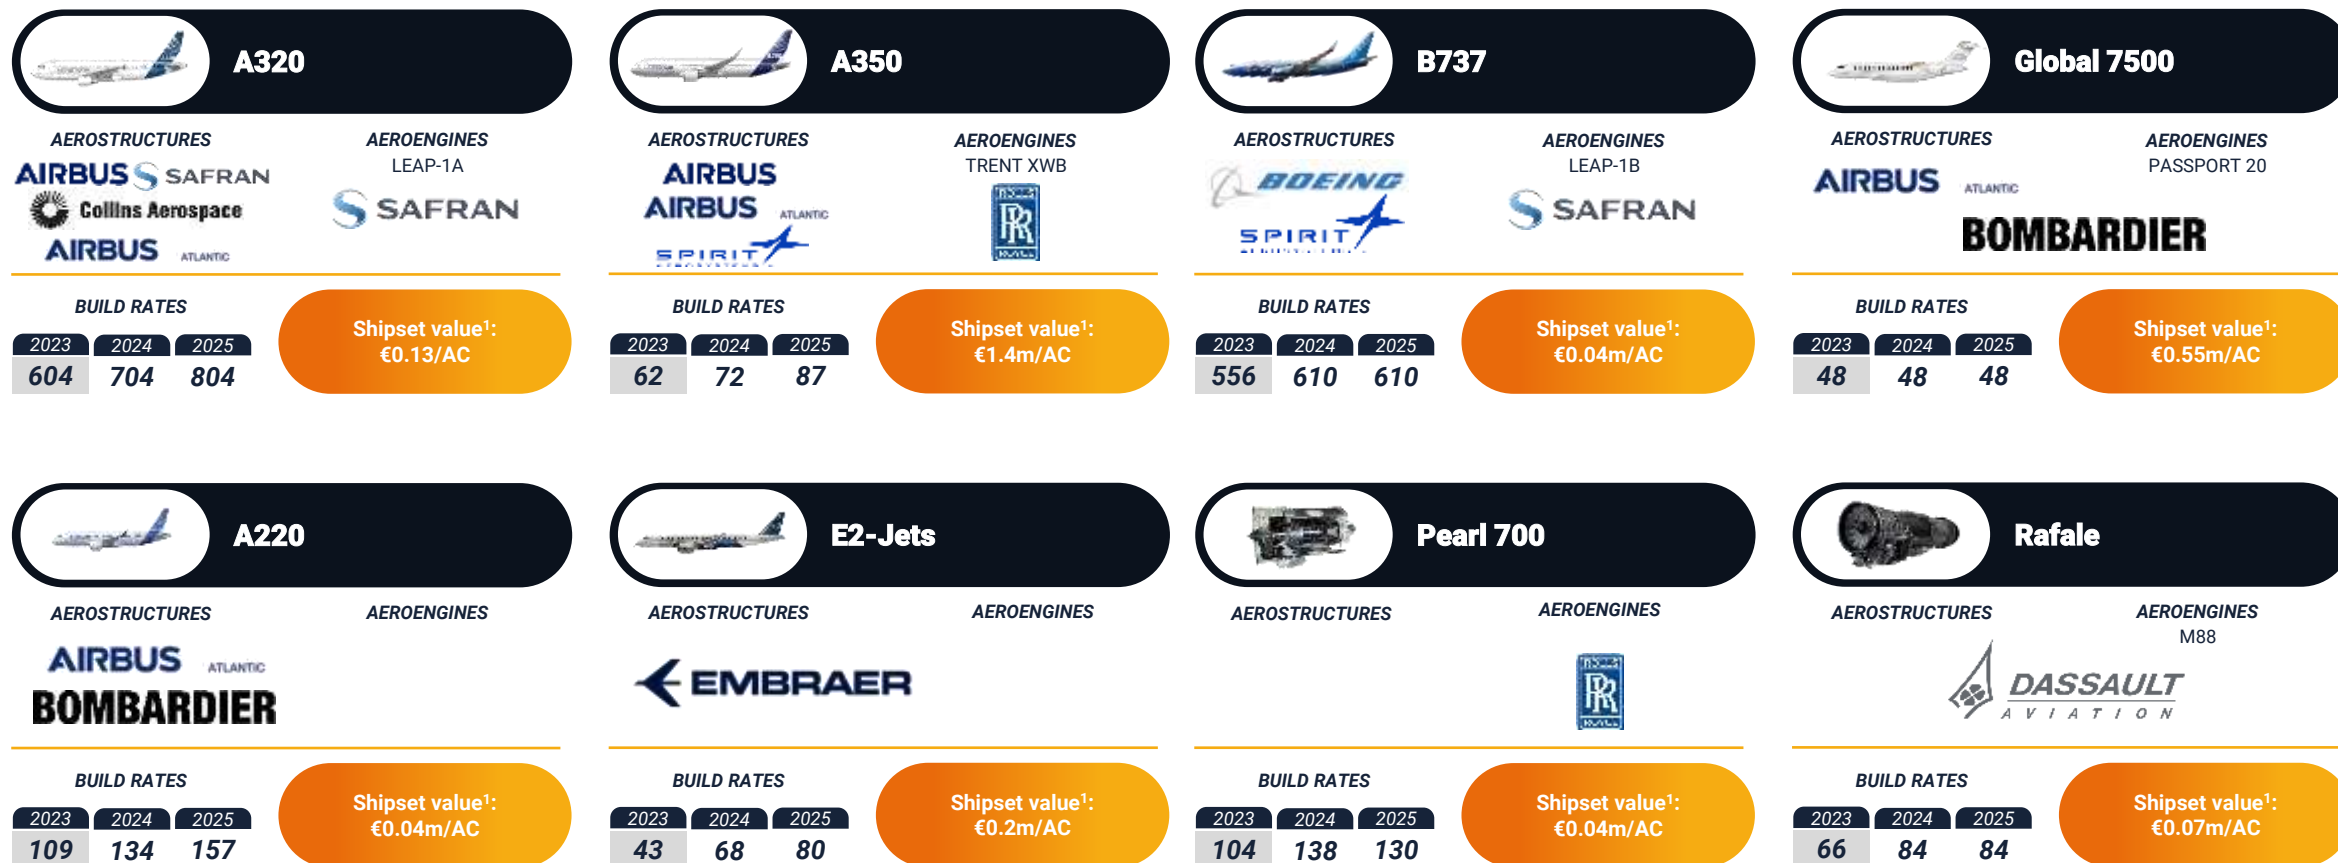 A320
AEROSTRUCTURES
AEROENGINES
LEAP-1A
AIRBUS SAFRAN
Collins Aerospace
AIRBUS ATLANTIC
SAFRAN
BUILD RATES
2023 2024 2025
604 704 804
Shipset value¹:
€0.13/AC
A350
AEROSTRUCTURES
AEROENGINES
TRENT XWB
AIRBUS
AIRBUS ATLANTIC
SPIRIT
ROLLS
RR
ROYCE
BUILD RATES
2023 2024 2025
62 72 87
Shipset value¹:
€1.4m/AC
B737
AEROSTRUCTURES
AEROENGINES
LEAP-1B
BOEING
SPIRIT
SAFRAN
BUILD RATES
2023 2024 2025
556 610 610
Shipset value¹:
€0.04m/AC
Global 7500
AEROSTRUCTURES
AEROENGINES
PASSPORT 20
AIRBUS ATLANTIC
BOMBARDIER
BUILD RATES
2023 2024 2025
48 48 48
Shipset value¹:
€0.55m/AC
A220
AEROSTRUCTURES
AEROENGINES
AIRBUS ATLANTIC
BOMBARDIER
BUILD RATES
2023 2024 2025
109 134 157
Shipset value¹:
€0.04m/AC
E2-Jets
AEROSTRUCTURES
AEROENGINES
EMBRAER
BUILD RATES
2023 2024 2025
43 68 80
Shipset value¹:
€0.2m/AC
Pearl 700
AEROSTRUCTURES
AEROENGINES
ROLLS
RR
ROYCE
BUILD RATES
2023 2024 2025
104 138 130
Shipset value¹:
€0.04m/AC
Rafale
AEROSTRUCTURES
AEROENGINES
M88
DASSAULT
AVIATION
BUILD RATES
2023 2024 2025
66 84 84
Shipset value¹:
€0.07m/AC